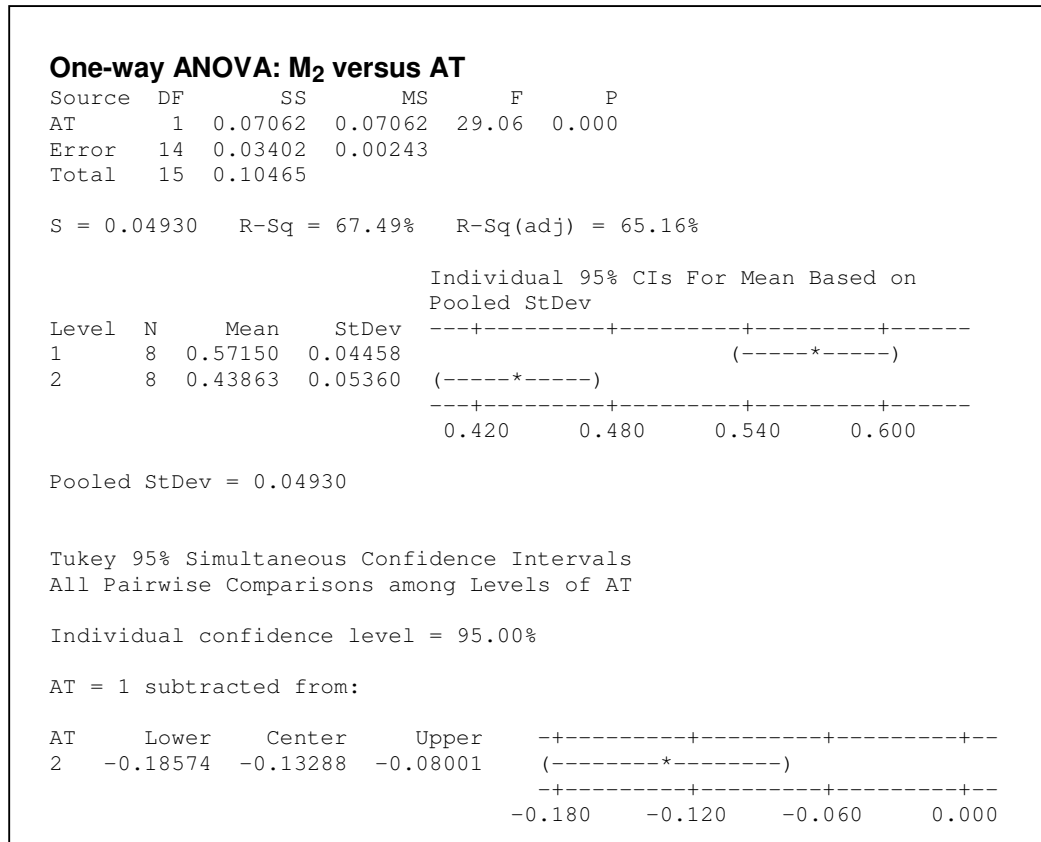 One-way ANOVA: M₂ versus AT
Source  DF       SS       MS      F      P
AT       1  0.07062  0.07062  29.06  0.000
Error   14  0.03402  0.00243
Total   15  0.10465
S = 0.04930   R-Sq = 67.49%   R-Sq(adj) = 65.16%
                            Individual 95% CIs For Mean Based on
                            Pooled StDev
Level  N     Mean    StDev  ---+---------+---------+---------+------
1      8  0.57150  0.04458                        (-----*-----)
2      8  0.43863  0.05360  (-----*-----)
                            ---+---------+---------+---------+------
                             0.420     0.480     0.540     0.600
Pooled StDev = 0.04930
Tukey 95% Simultaneous Confidence Intervals
All Pairwise Comparisons among Levels of AT
Individual confidence level = 95.00%
AT = 1 subtracted from:
AT     Lower    Center     Upper    -+---------+---------+---------+--
2   -0.18574  -0.13288  -0.08001    (--------*--------)
                                    -+---------+---------+---------+--
                                  -0.180    -0.120    -0.060     0.000